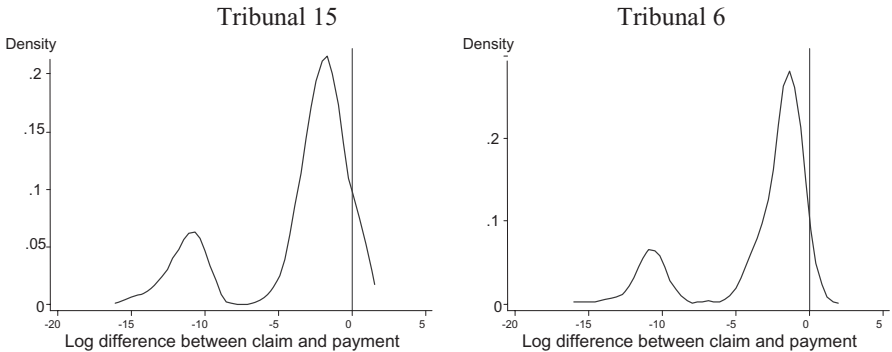 Tribunal 15
Density
.2
.15
.1
.05
0
-20 -15 -10 -5 0 5
Log difference between claim and payment
Tribunal 6
Density
.2
.1
0
-20 -15 -10 -5 0 5
Log difference between claim and payment